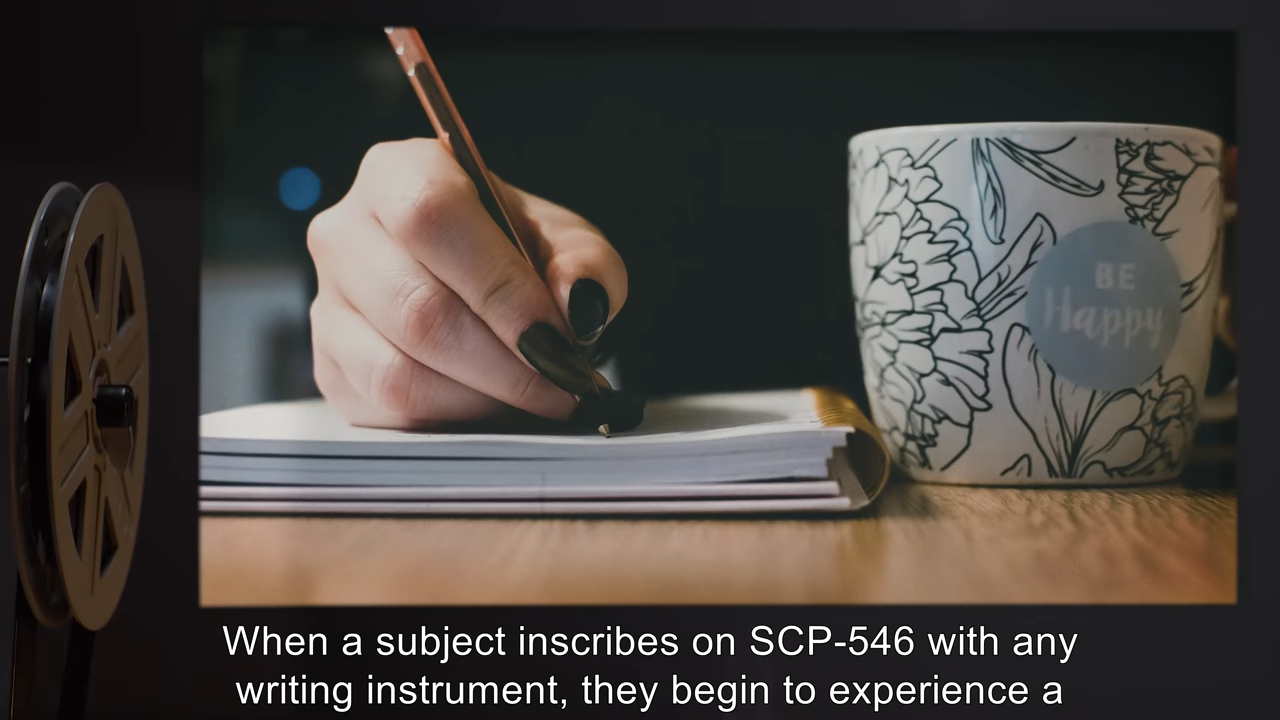 BE
Happy
When a subject inscribes on SCP-546 with any
writing instrument, they begin to experience a